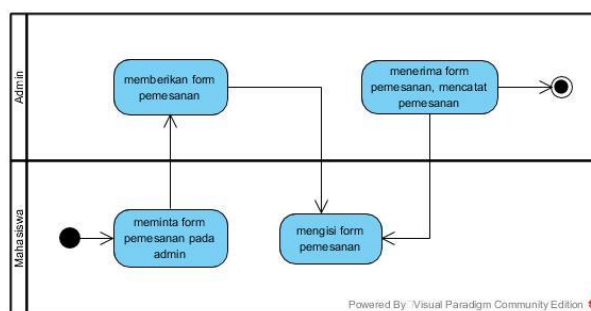 Admin
memberikan form
pemesanan
menerima form
pemesanan, mencatat
pemesanan
Mahasiswa
meminta form
pemesanan pada
admin
mengisi form
pemesanan
Powered By Visual Paradigm Community Edition